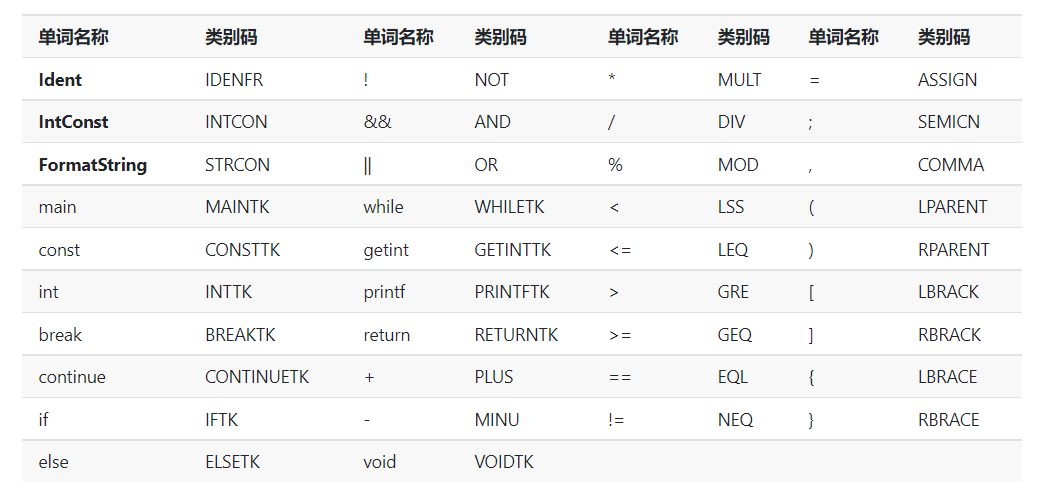 单词名称 类别码 单词名称 类别码 单词名称 类别码 单词名称 类别码
Ident IDENFR ! NOT * MULT = ASSIGN
IntConst INTCON && AND / DIV ; SEMICN
FormatString STRCON || OR % MOD , COMMA
main MAINTK while WHILETK < LSS ( LPARENT
const CONSTTK getint GETINTTK <= LEQ ) RPARENT
int INTTK printf PRINTFTK > GRE [ LBRACK
break BREAKTK return RETURNTK >= GEQ ] RBRACK
continue CONTINUETK + PLUS == EQL { LBRACE
if IFTK - MINU != NEQ } RBRACE
else ELSETK void VOIDTK